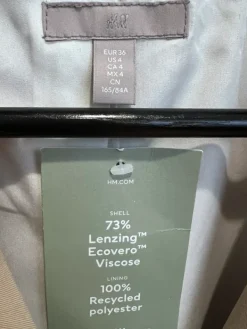 EUR 36
US 4
CA 4
MX 4
CN
165/84A
HM.COM
SHELL
73%
Lenzing™
Ecovero™
Viscose
LINING
100%
Recycled
polyester